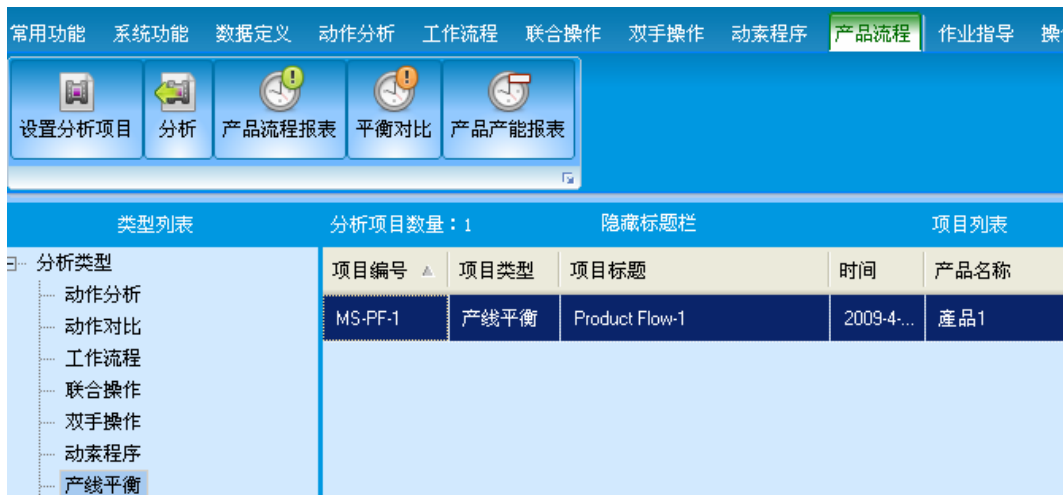 常用功能 系统功能 数据定义 动作分析 工作流程 联合操作 双手操作 动素程序 产品流程 作业指导 操
设置分析项目 分析 产品流程报表 平衡对比 产品产能报表
类型列表 分析项目数量：1 隐藏标题栏 项目列表
分析类型 项目编号 项目类型 项目标题 时间 产品名称
动作分析
MS-PF-1 产线平衡 Product Flow-1 2009-4-... 產品1
动作对比
工作流程
联合操作
双手操作
动素程序
产线平衡